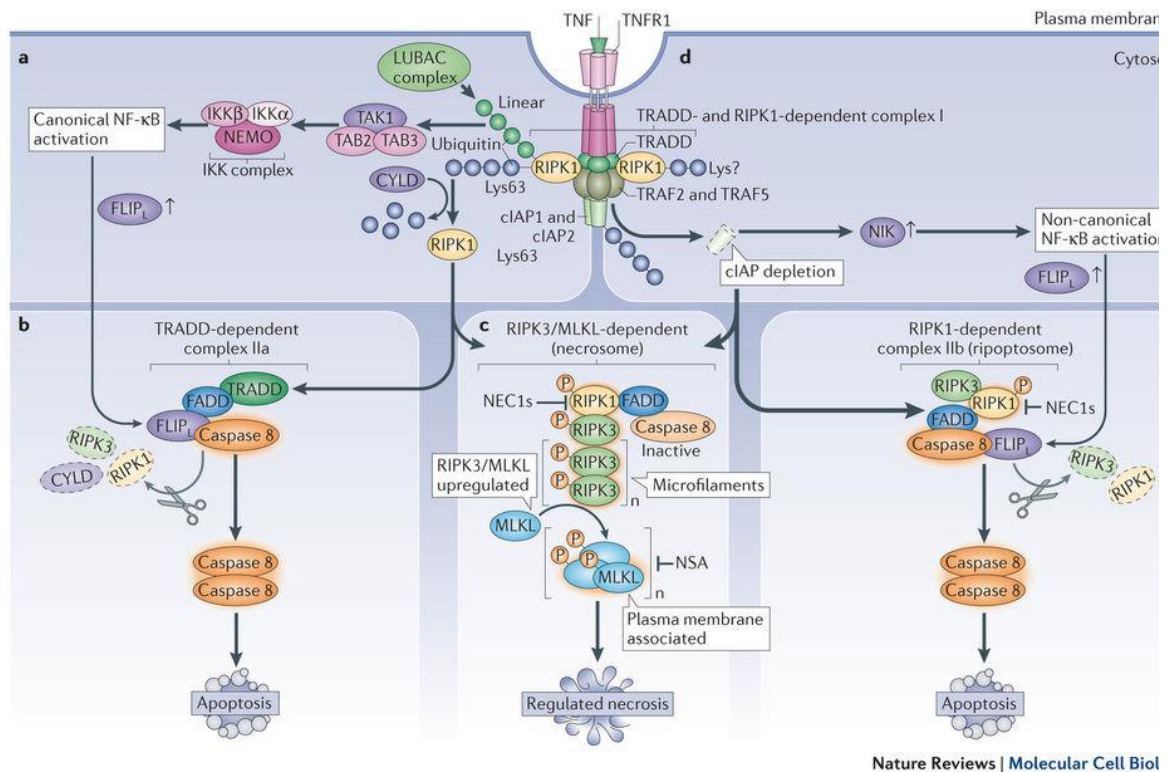 TNF
TNFR1
Plasma membran
a
d
Cytos
LUBAC
complex
Linear
IKKβ
IKKα
NEMO
IKK complex
TAK1
TAB2
TAB3
Canonical NF-κB
activation
FLIPL ↑
Ubiquitin
CYLD
Lys63
RIPK1
RIPK1
RIPK1
TRADD- and RIPK1-dependent complex I
TRADD
Lys?
TRAF2 and TRAF5
cIAP1 and
cIAP2
Lys63
cIAP depletion
NIK ↑
Non-canonical
NF-κB activation
FLIPL ↑
b
TRADD-dependent
complex IIa
TRADD
FADD
FLIPL
Caspase 8
RIPK3
CYLD
RIPK1
Caspase 8
Caspase 8
Apoptosis
c
RIPK3/MLKL-dependent
(necrosome)
P
NEC1s
RIPK1
FADD
P
RIPK3
Caspase 8
Inactive
P
RIPK3
P
RIPK3
n
Microfilaments
RIPK3/MLKL
upregulated
MLKL
P
P
P
MLKL
n
NSA
Plasma membrane
associated
Regulated necrosis
RIPK1-dependent
complex IIb (ripoptosome)
RIPK3
P
RIPK1
NEC1s
FADD
Caspase 8
FLIPL
RIPK3
RIPK1
Caspase 8
Caspase 8
Apoptosis
Nature Reviews | Molecular Cell Biol